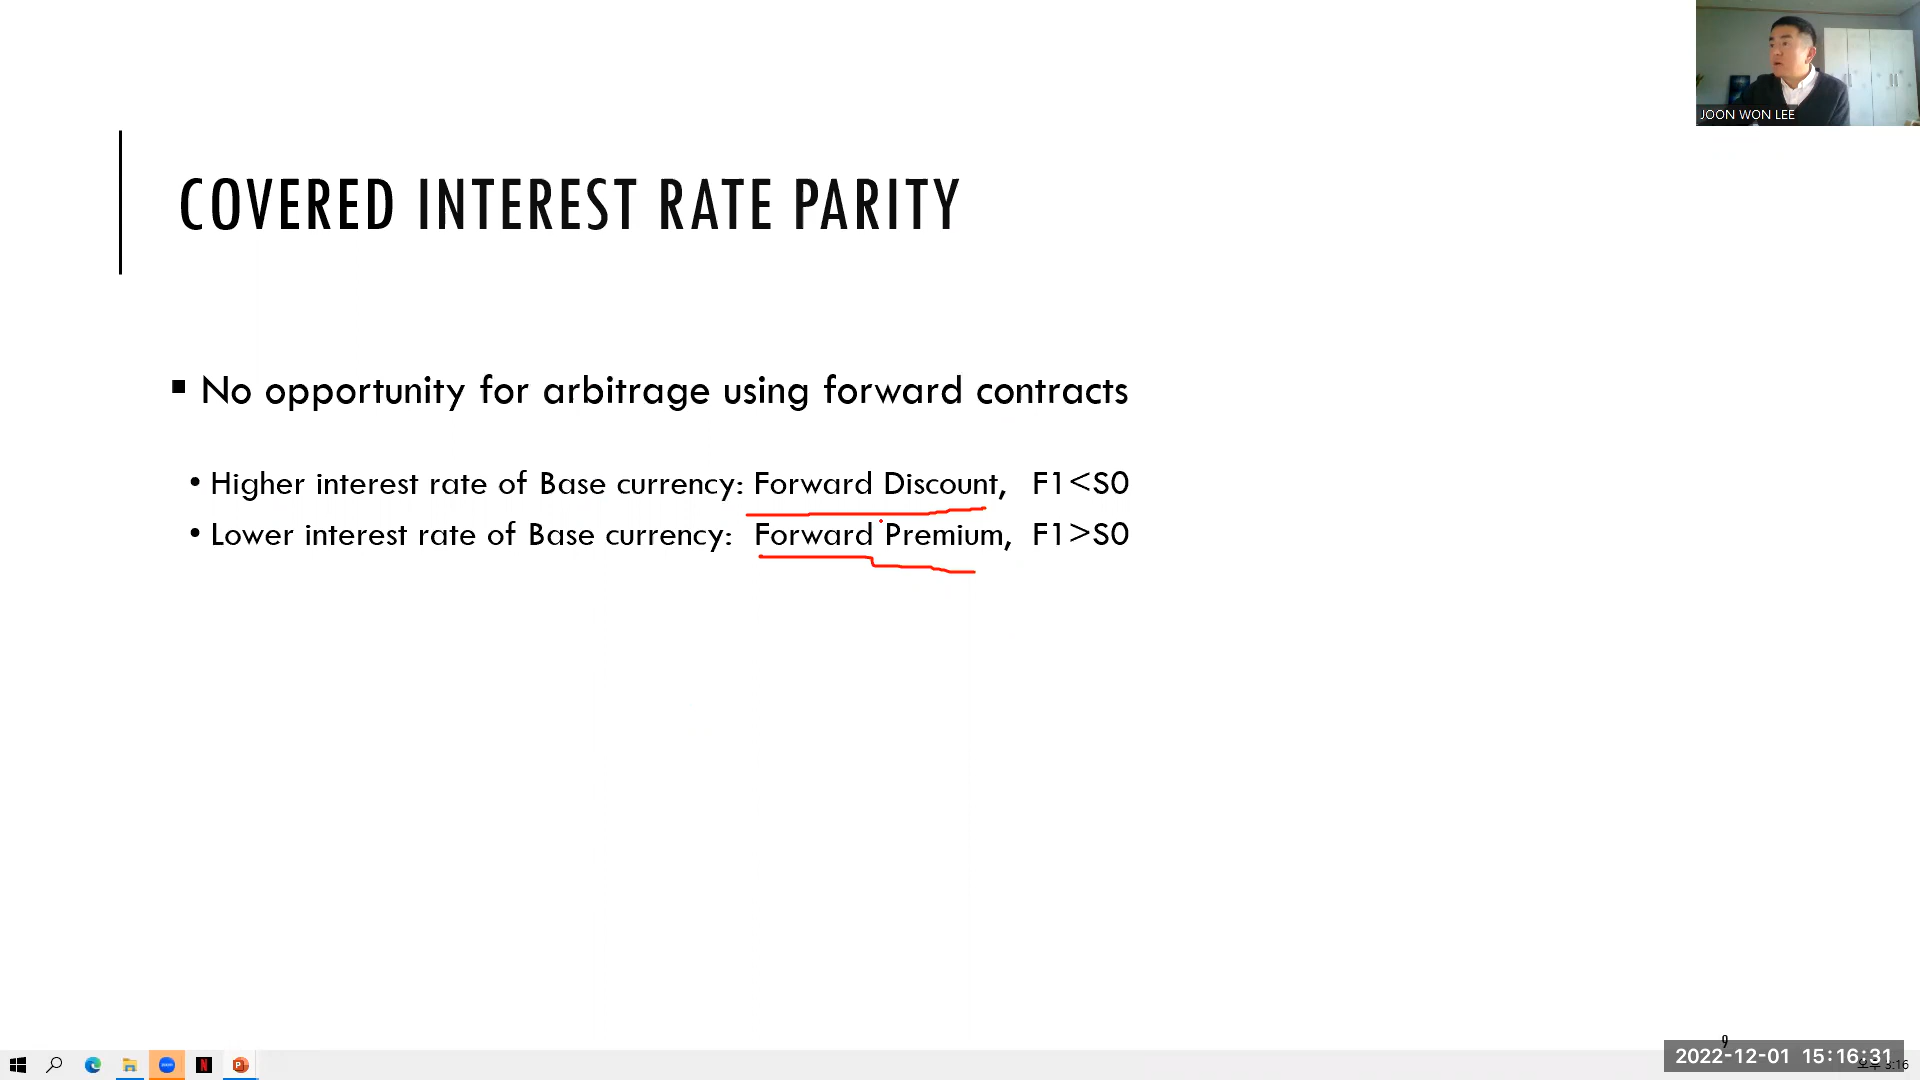 JOON WON LEE
COVERED INTEREST RATE PARITY
▪ No opportunity for arbitrage using forward contracts
• Higher interest rate of Base currency: Forward Discount, F1<S0
• Lower interest rate of Base currency: Forward Premium, F1>S0
9
2022-12-01 15:16:31